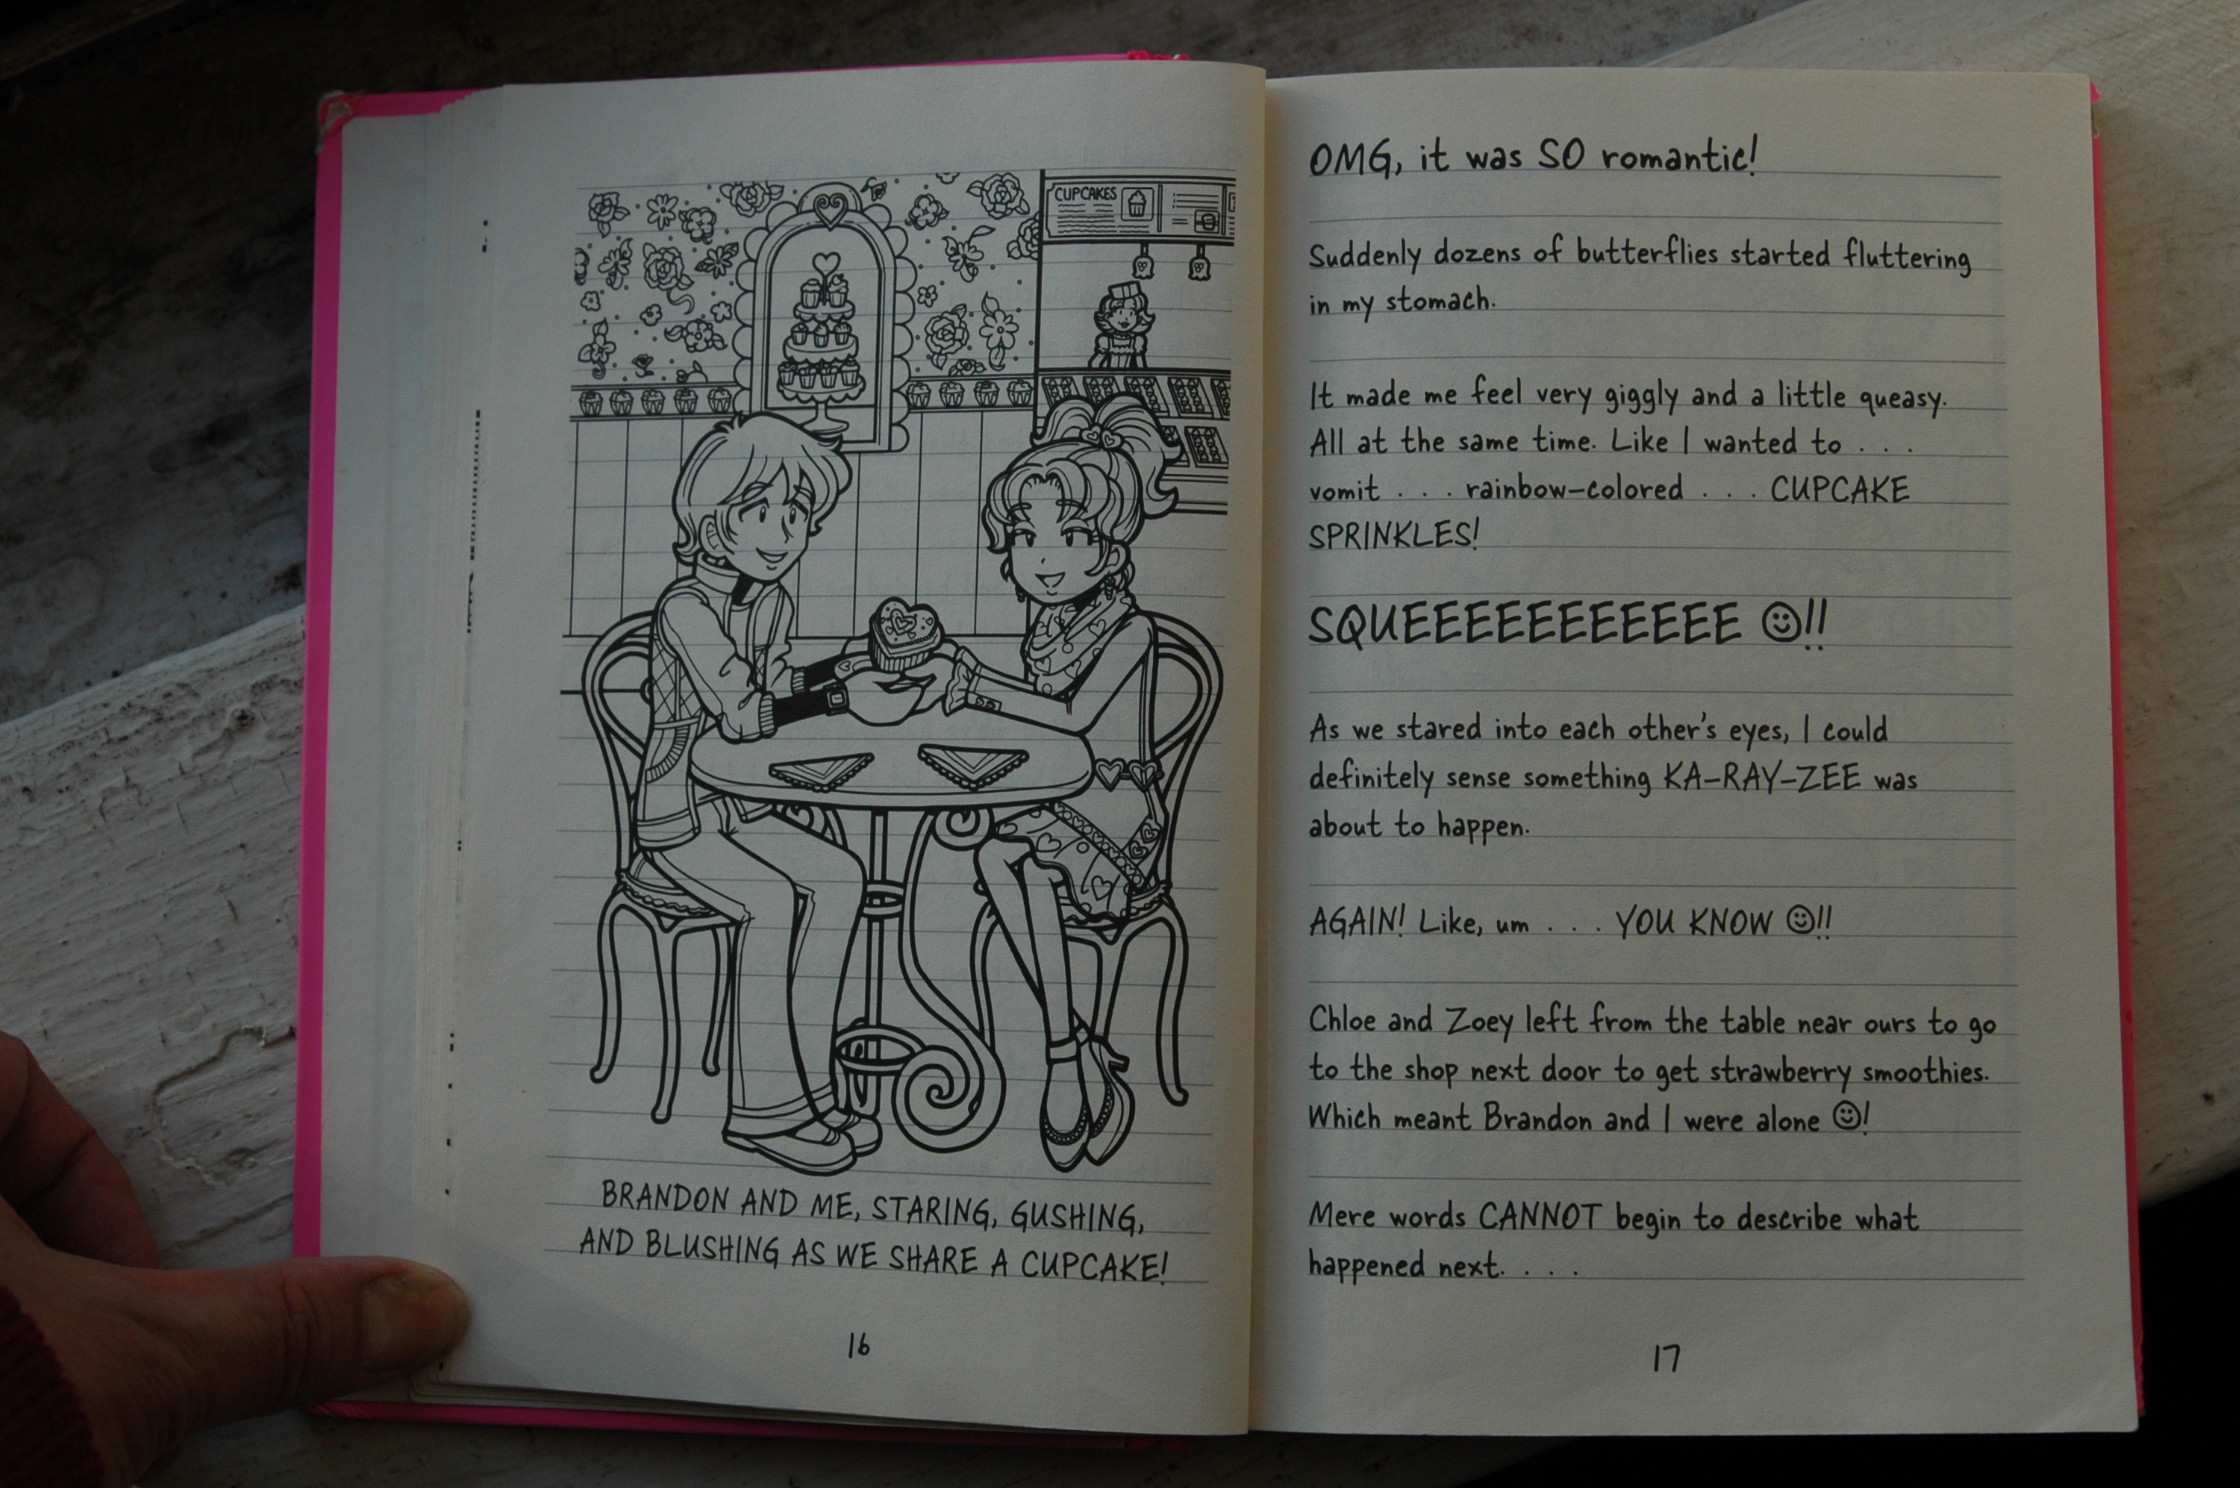 CUPCAKES
BRANDON AND ME, STARING, GUSHING,
AND BLUSHING AS WE SHARE A CUPCAKE!
16
OMG, it was SO romantic!
Suddenly dozens of butterflies started fluttering
in my stomach.
It made me feel very giggly and a little queasy.
All at the same time. Like I wanted to . . .
vomit . . . rainbow-colored . . . CUPCAKE
SPRINKLES!
SQUEEEEEEEEEEEE ☺!!
As we stared into each other's eyes, I could
definitely sense something KA-RAY-ZEE was
about to happen.
AGAIN! Like, um . . . YOU KNOW ☺!!
Chloe and Zoey left from the table near ours to go
to the shop next door to get strawberry smoothies.
Which meant Brandon and I were alone ☺!
Mere words CANNOT begin to describe what
happened next. . . .
17